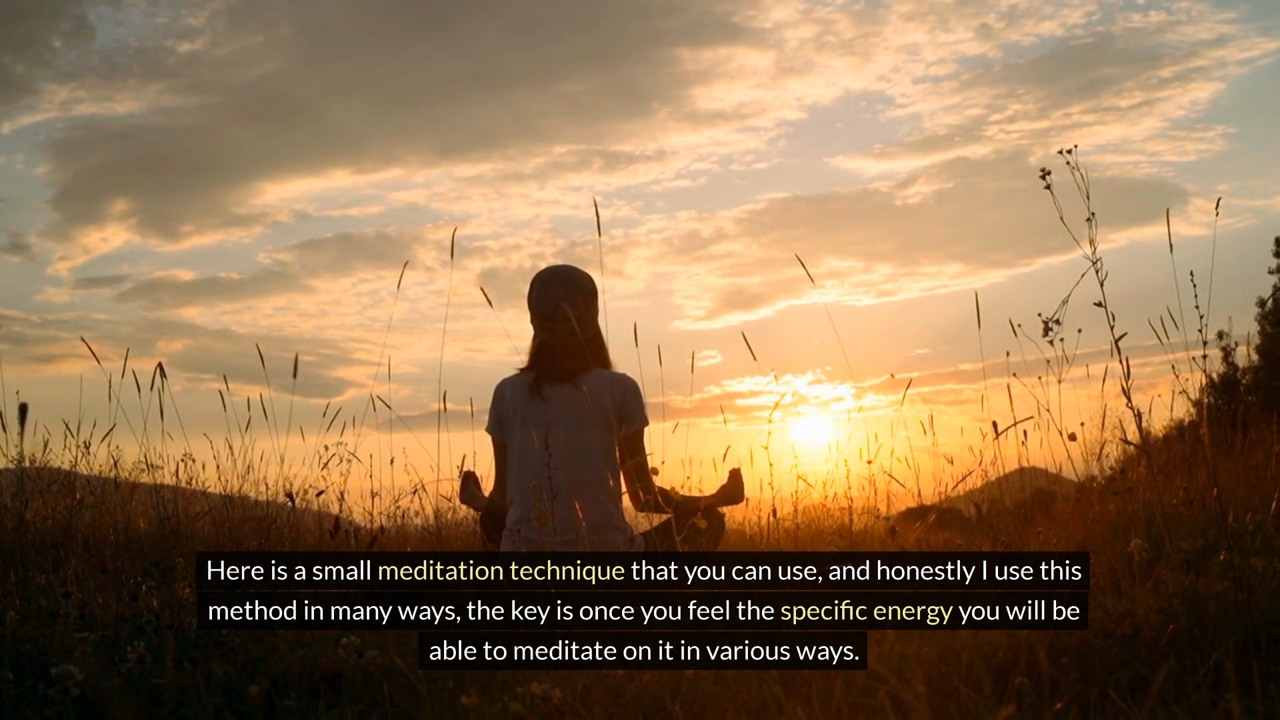 Here is a small meditation technique that you can use, and honestly I use this
method in many ways, the key is once you feel the specific energy you will be
able to meditate on it in various ways.